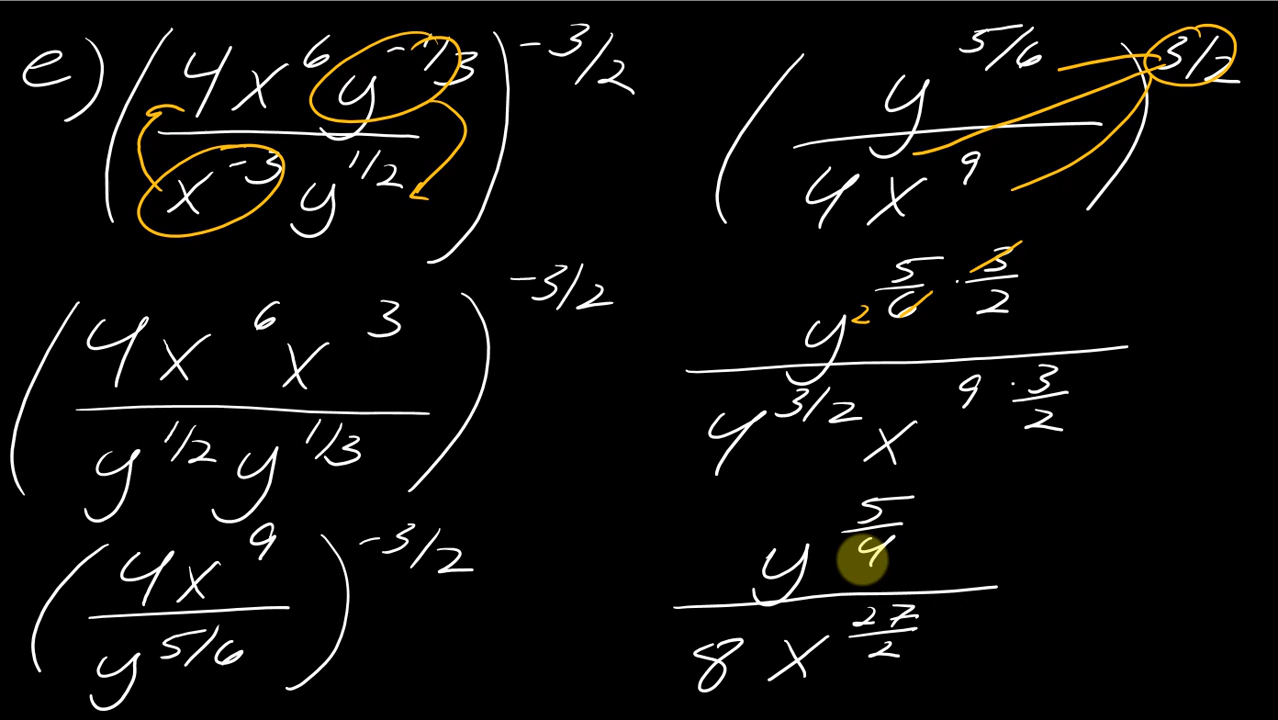 e) (4x^6 y^(-1/3) / x^(-3) y^(1/2))^(-3/2)
(4x^6 x^3 / y^(1/2) y^(1/3))^(-3/2)
(4x^9 / y^(5/6))^(-3/2)
(y^(5/6) / 4x^9)^(3/2)
y^(5/6 · 3/2) / 4^(3/2) x^(9 · 3/2)
2
y^(5/4) / 8x^(27/2)